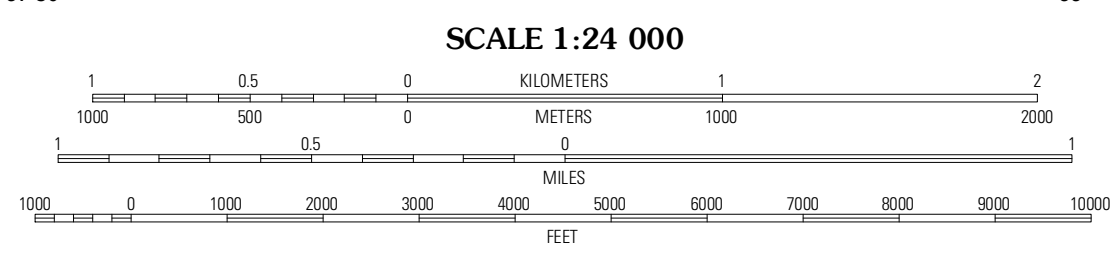 SCALE 1:24 000
1 0.5 0 KILOMETERS 1 2
1000 500 0 METERS 1000 2000
1 0.5 0 1
MILES
1000 0 1000 2000 3000 4000 5000 6000 7000 8000 9000 10000
FEET